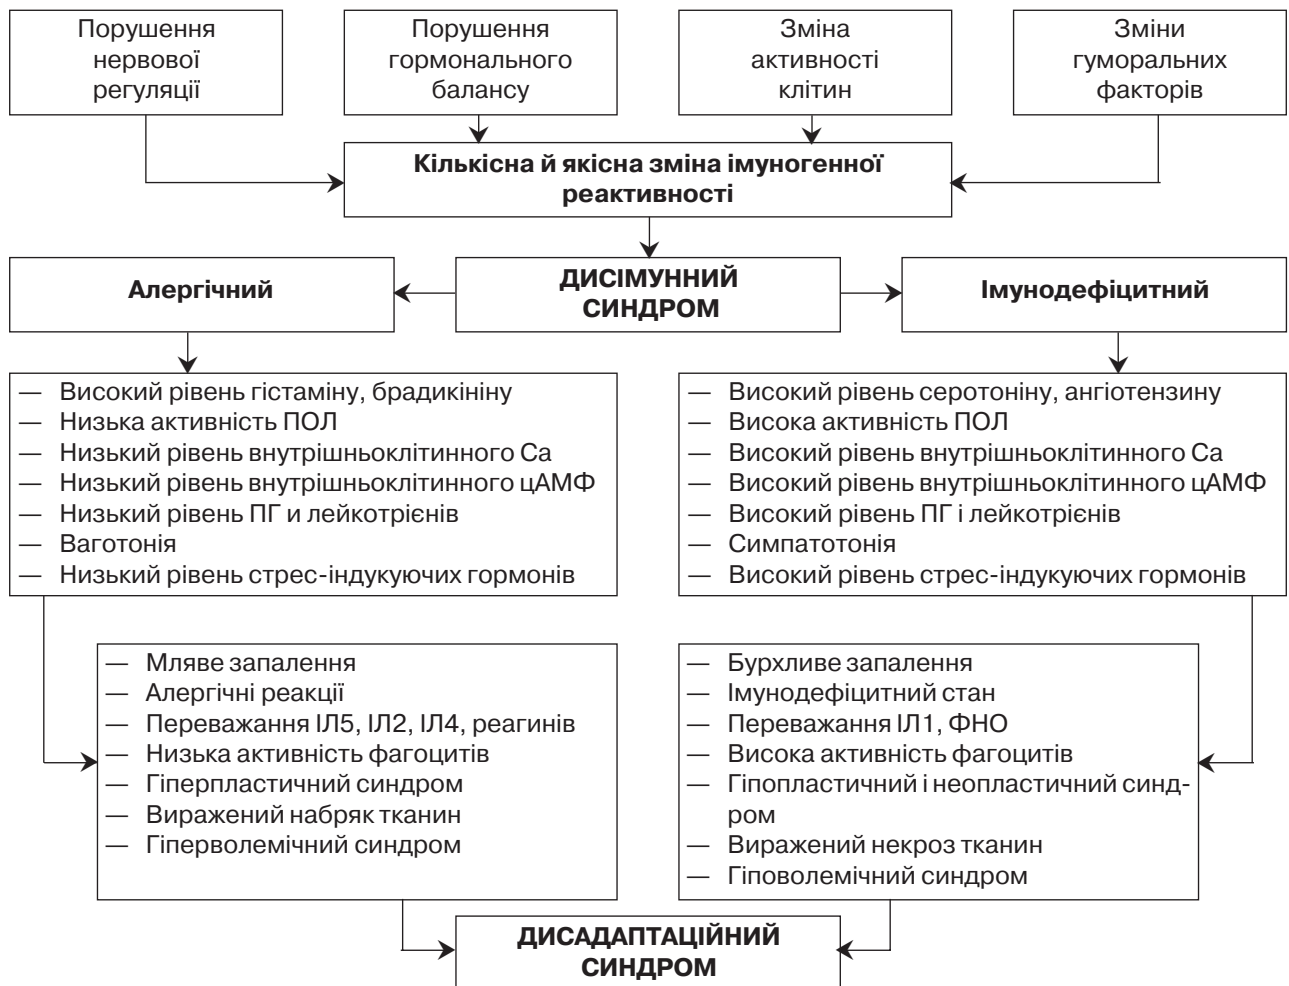 Порушення
нервової
регуляції
Порушення
гормонального
балансу
Зміна
активності
клітин
Зміни
гуморальних
факторів
Кількісна й якісна зміна імуногенної
реактивності
Алергічний
ДИСІМУННИЙ
СИНДРОМ
Імунодефіцитний
— Високий рівень гістаміну, брадикініну
— Низька активність ПОЛ
— Низький рівень внутрішньоклітинного Ca
— Низький рівень внутрішньоклітинного цАМФ
— Низький рівень ПГ и лейкотрієнів
— Ваготонія
— Низький рівень стрес-індукуючих гормонів
— Високий рівень серотоніну, ангіотензину
— Висока активність ПОЛ
— Високий рівень внутрішньоклітинного Ca
— Високий рівень внутрішньоклітинного цАМФ
— Високий рівень ПГ і лейкотрієнів
— Симпатотонія
— Високий рівень стрес-індукуючих гормонів
— Мляве запалення
— Алергічні реакції
— Переважання ІЛ5, ІЛ2, ІЛ4, реагинів
— Низька активність фагоцитів
— Гіперпластичний синдром
— Виражений набряк тканин
— Гіперволемічний синдром
— Бурхливе запалення
— Імунодефіцитний стан
— Переважання ІЛ1, ФНО
— Висока активність фагоцитів
— Гіпопластичний і неопластичний синд-
ром
— Виражений некроз тканин
— Гіповолемічний синдром
ДИСАДАПТАЦІЙНИЙ
СИНДРОМ